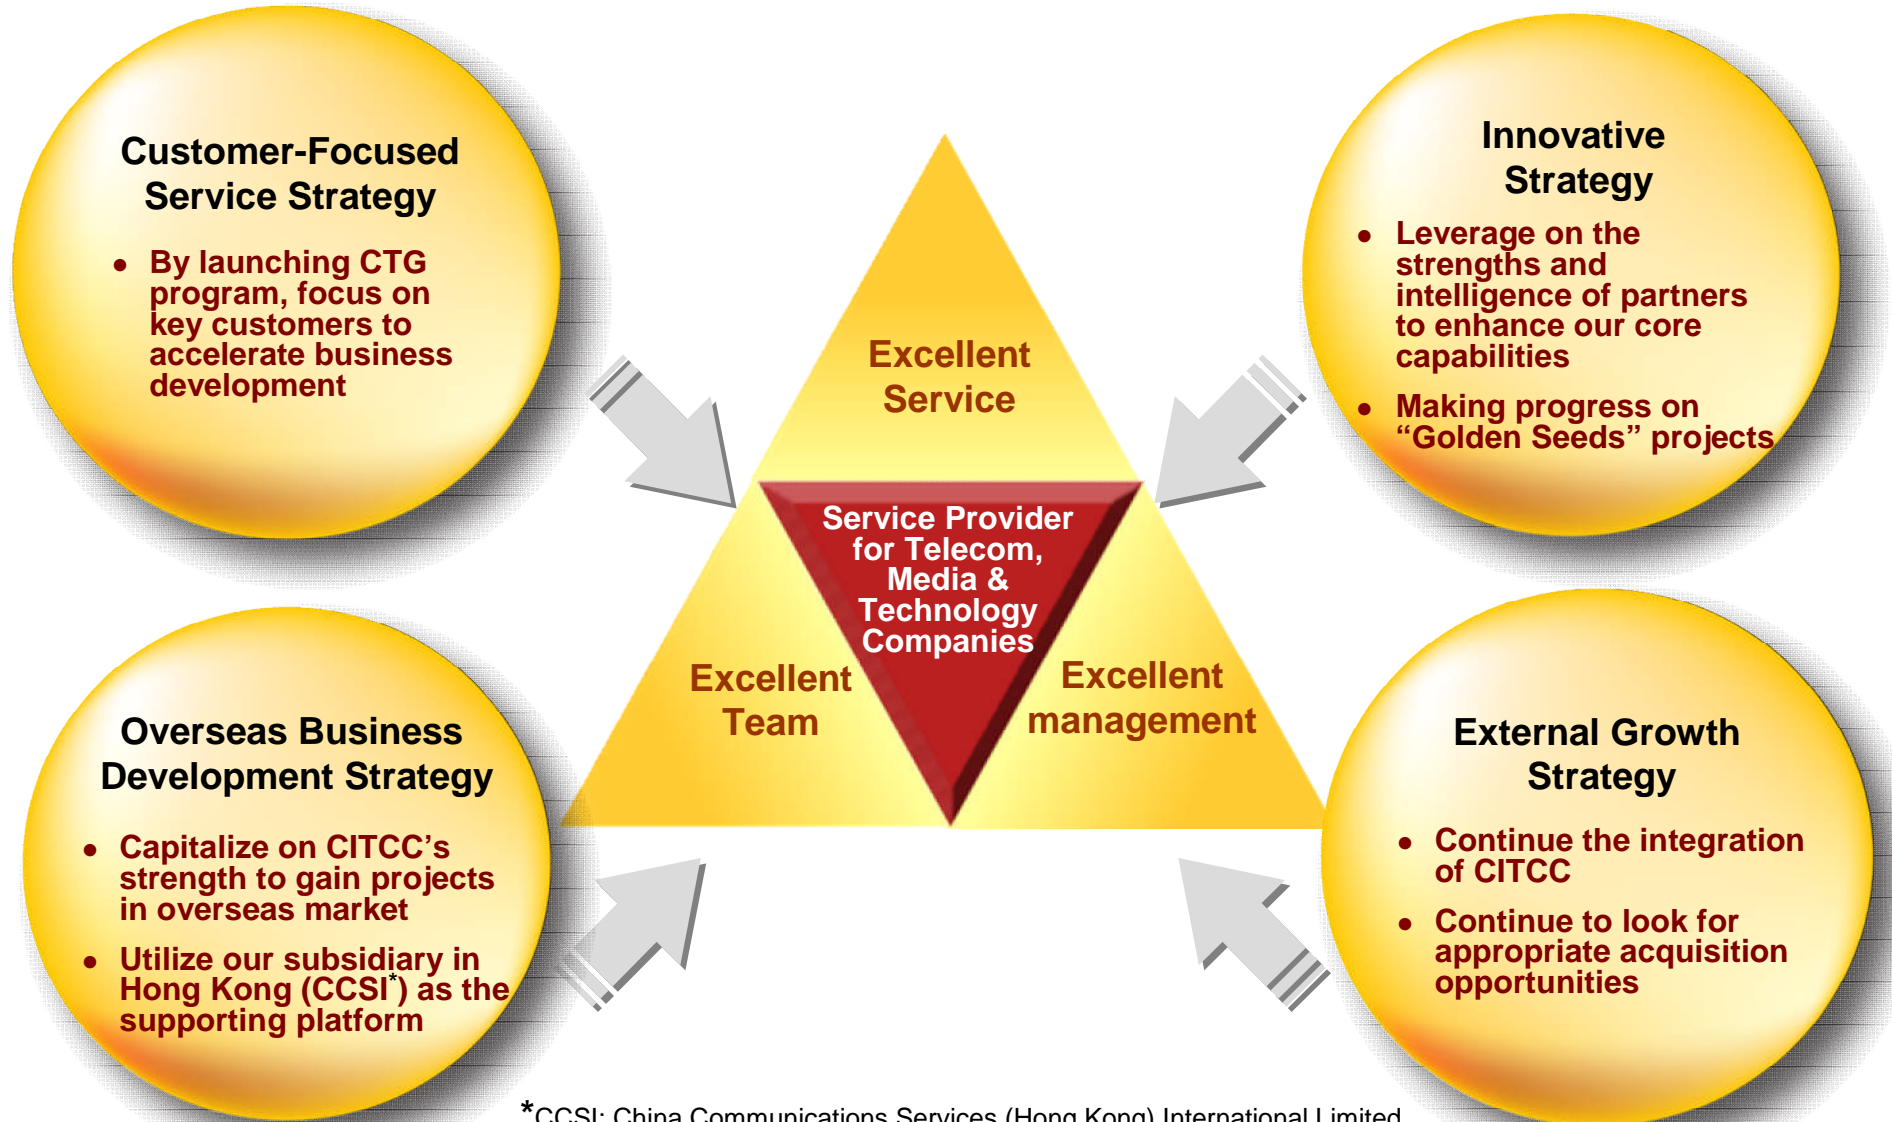 Customer-Focused
Service Strategy
• By launching CTG
program, focus on
key customers to
accelerate business
development
Innovative
Strategy
• Leverage on the
strengths and
intelligence of partners
to enhance our core
capabilities
• Making progress on
“Golden Seeds” projects
Excellent
Service
Service Provider
for Telecom,
Media &
Technology
Companies
Excellent
Team
Excellent
management
Overseas Business
Development Strategy
• Capitalize on CITCC’s
strength to gain projects
in overseas market
• Utilize our subsidiary in
Hong Kong (CCSI*) as the
supporting platform
External Growth
Strategy
• Continue the integration
of CITCC
• Continue to look for
appropriate acquisition
opportunities
*CCSI: China Communications Services (Hong Kong) International Limited